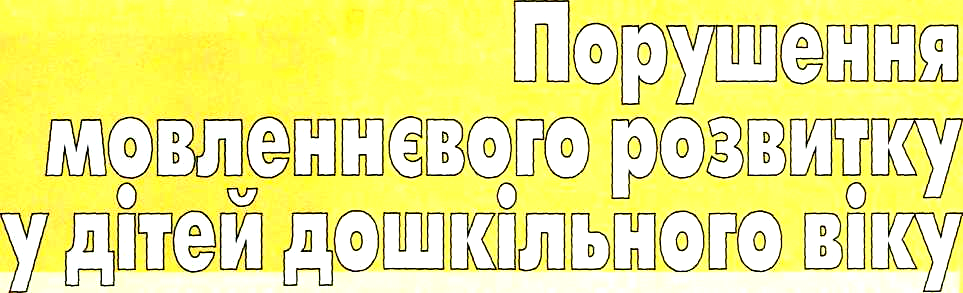 Порушення
мовленнєвого розвитку
у дітей дошкільного віку